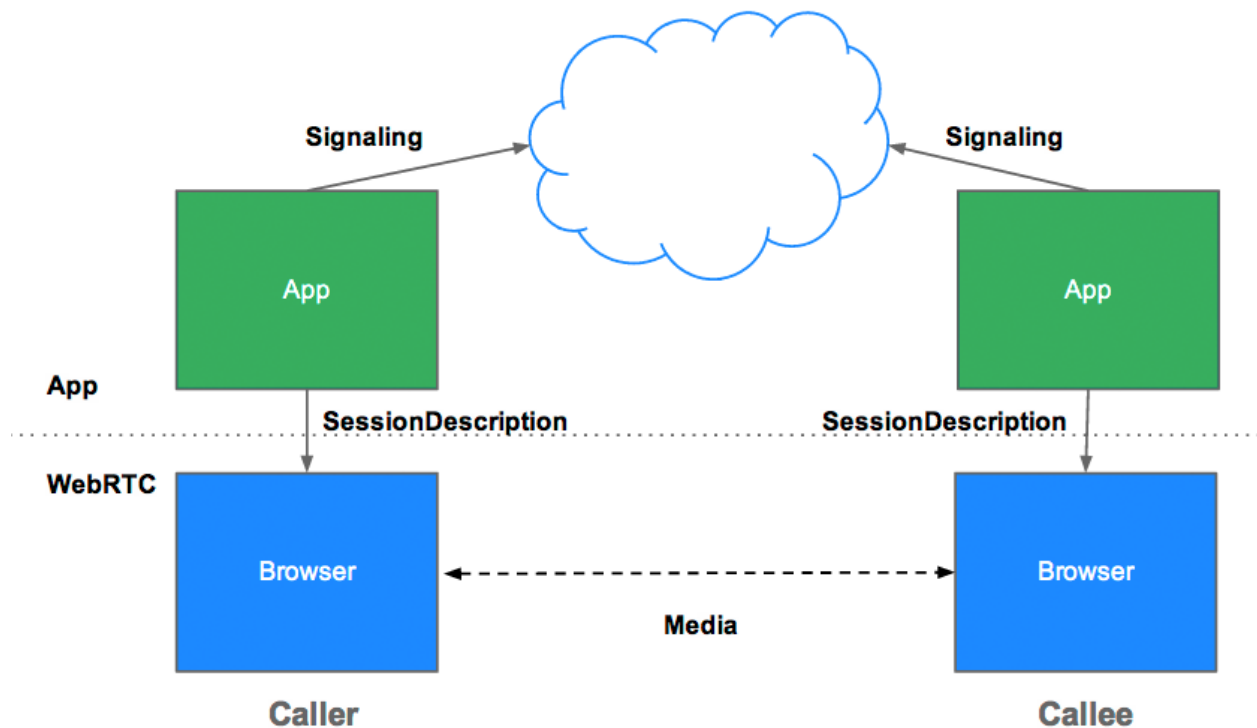 Signaling
Signaling
App
App
App
SessionDescription
SessionDescription
WebRTC
Browser
Browser
Media
Caller
Callee